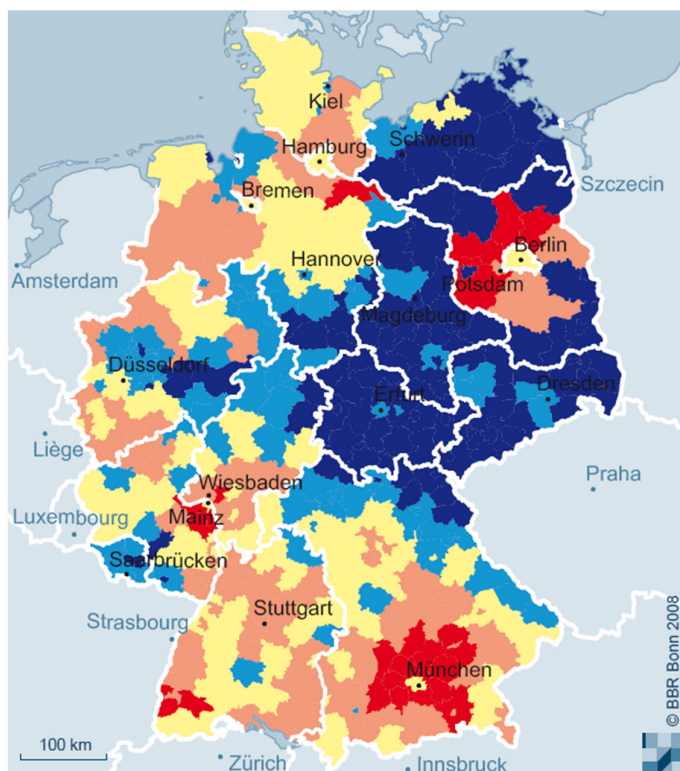 Kiel
Schwerin
Hamburg
Szczecin
Bremen
Berlin
Hannover
Amsterdam
Potsdam
Magdeburg
Düsseldorf
Erfurt
Dresden
Liège
Praha
Wiesbaden
Mainz
Luxembourg
Saarbrücken
Strasbourg
Stuttgart
München
© BBR Bonn 2008
100 km
Zürich
Innsbruck